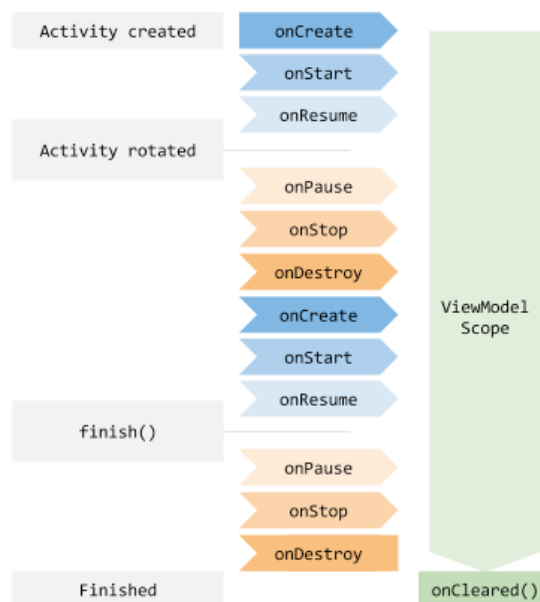 Activity created
onCreate
onStart
onResume
Activity rotated
onPause
onStop
onDestroy
onCreate
onStart
onResume
finish()
onPause
onStop
onDestroy
Finished
ViewModel
Scope
onCleared()